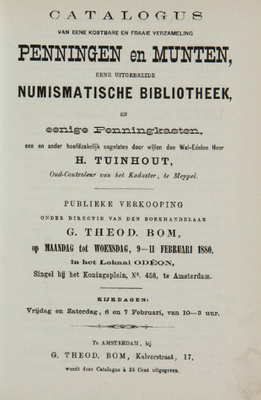 CATALOGUS
VAN EENE KOSTBARE EN FRAAIE VERZAMELING
PENNINGEN en MUNTEN,
EENE UITGEBREIDE
NUMISMATISCHE BIBLIOTHEEK,
EN
eenige Penningkasten,
een en ander hoofdzakelijk nagelaten door wijlen den Wel-Edelen Heer
H. TUINHOUT,
Oud-Controleur van het Kadaster, te Meppel.
PUBLIEKE VERKOOPING
ONDER DIRECTIE VAN DEN BOEKHANDELAAR
G. THEOD. BOM,
op MAANDAG tot WOENSDAG, 9—11 FEBRUARI 1880,
in het Lokaal ODÉON,
Singel bij het Koningsplein, No. 458, te Amsterdam.
KIJKDAGEN:
Vrijdag en Zaterdag, 6 en 7 Februari, van 10—3 uur.
Te AMSTERDAM, bij
G. THEOD. BOM, Kalverstraat, 17,
wordt deze Catalogus à 25 Cent uitgegeven.